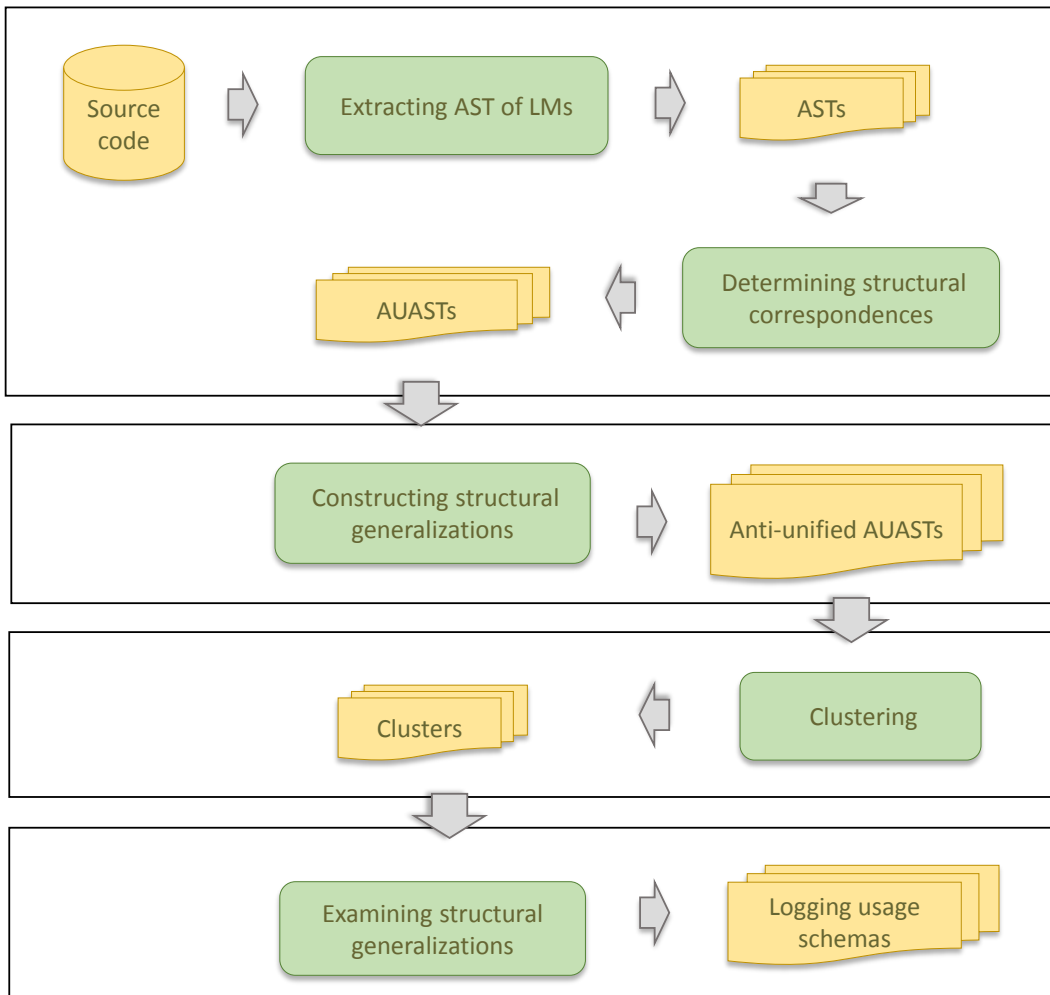 Source
code
Extracting AST of LMs
ASTs
Determining structural
correspondences
AUASTs
Constructing structural
generalizations
Anti-unified AUASTs
Clustering
Clusters
Examining structural
generalizations
Logging usage
schemas